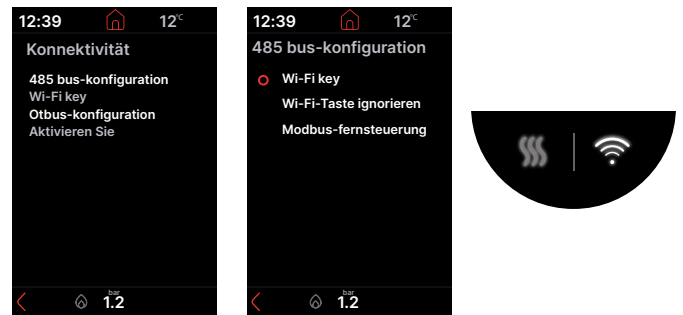 12:39
12°C
Konnektivität
485 bus-konfiguration
Wi-Fi key
Otbus-konfiguration
Aktivieren Sie
bar
1.2
12:39
12°C
485 bus-konfiguration
Wi-Fi key
Wi-Fi-Taste ignorieren
Modbus-fernsteuerung
bar
1.2